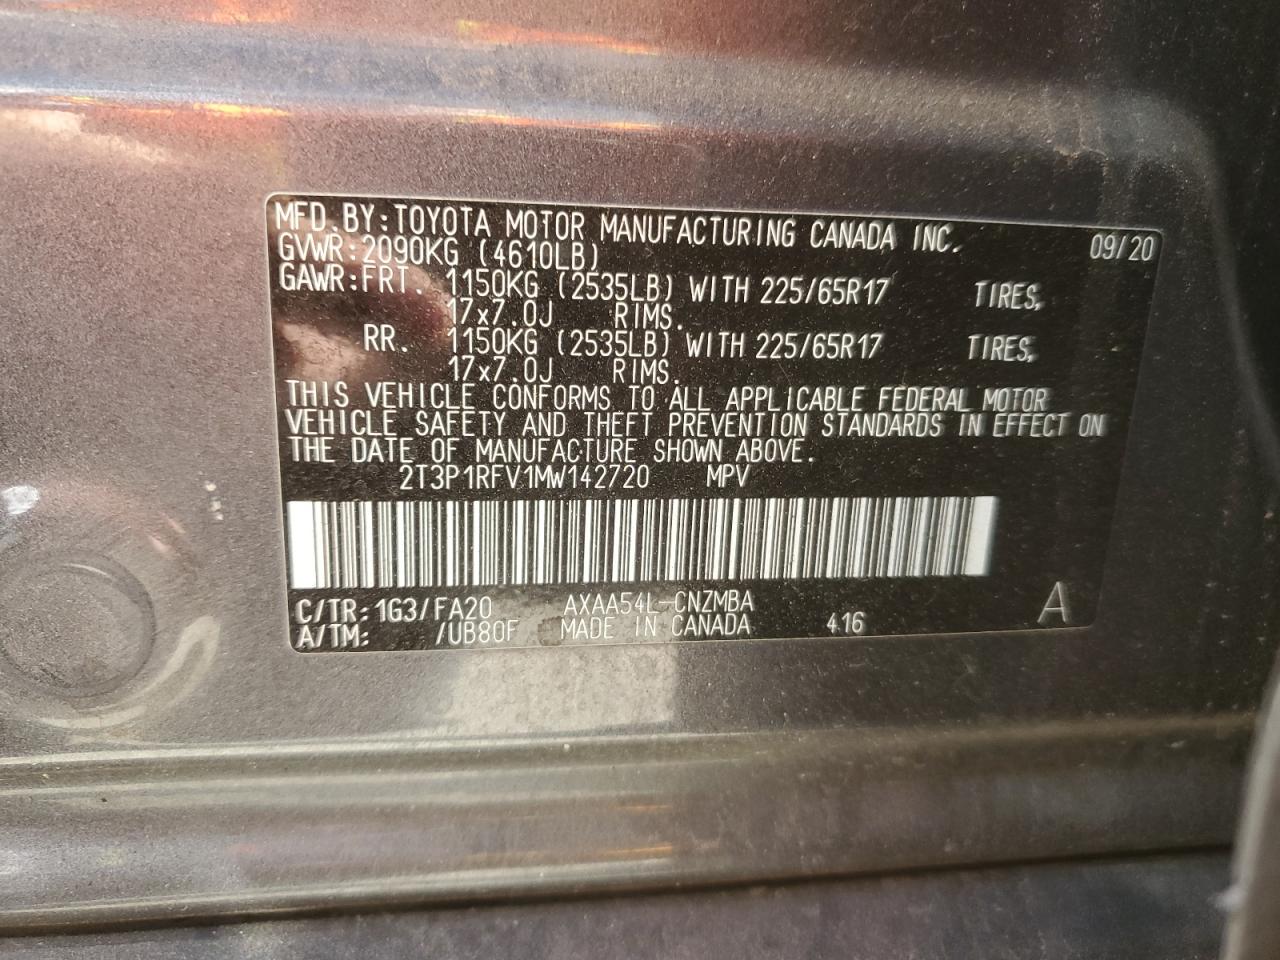 MFD. BY: TOYOTA MOTOR MANUFACTURING CANADA INC. 09/20
GVWR: 2090KG (4610LB)
GAWR: FRT. 1150KG (2535LB) WITH 225/65R17 TIRES,
17x7.0J RIMS.
RR. 1150KG (2535LB) WITH 225/65R17 TIRES,
17x7.0J RIMS.
THIS VEHICLE CONFORMS TO ALL APPLICABLE FEDERAL MOTOR
VEHICLE SAFETY AND THEFT PREVENTION STANDARDS IN EFFECT ON
THE DATE OF MANUFACTURE SHOWN ABOVE.
2T3P1RFV1MW142720 MPV
C/TR: 1G3/FA20 AXAA54L-CNZMBA A
A/TM: /UB80F MADE IN CANADA 416